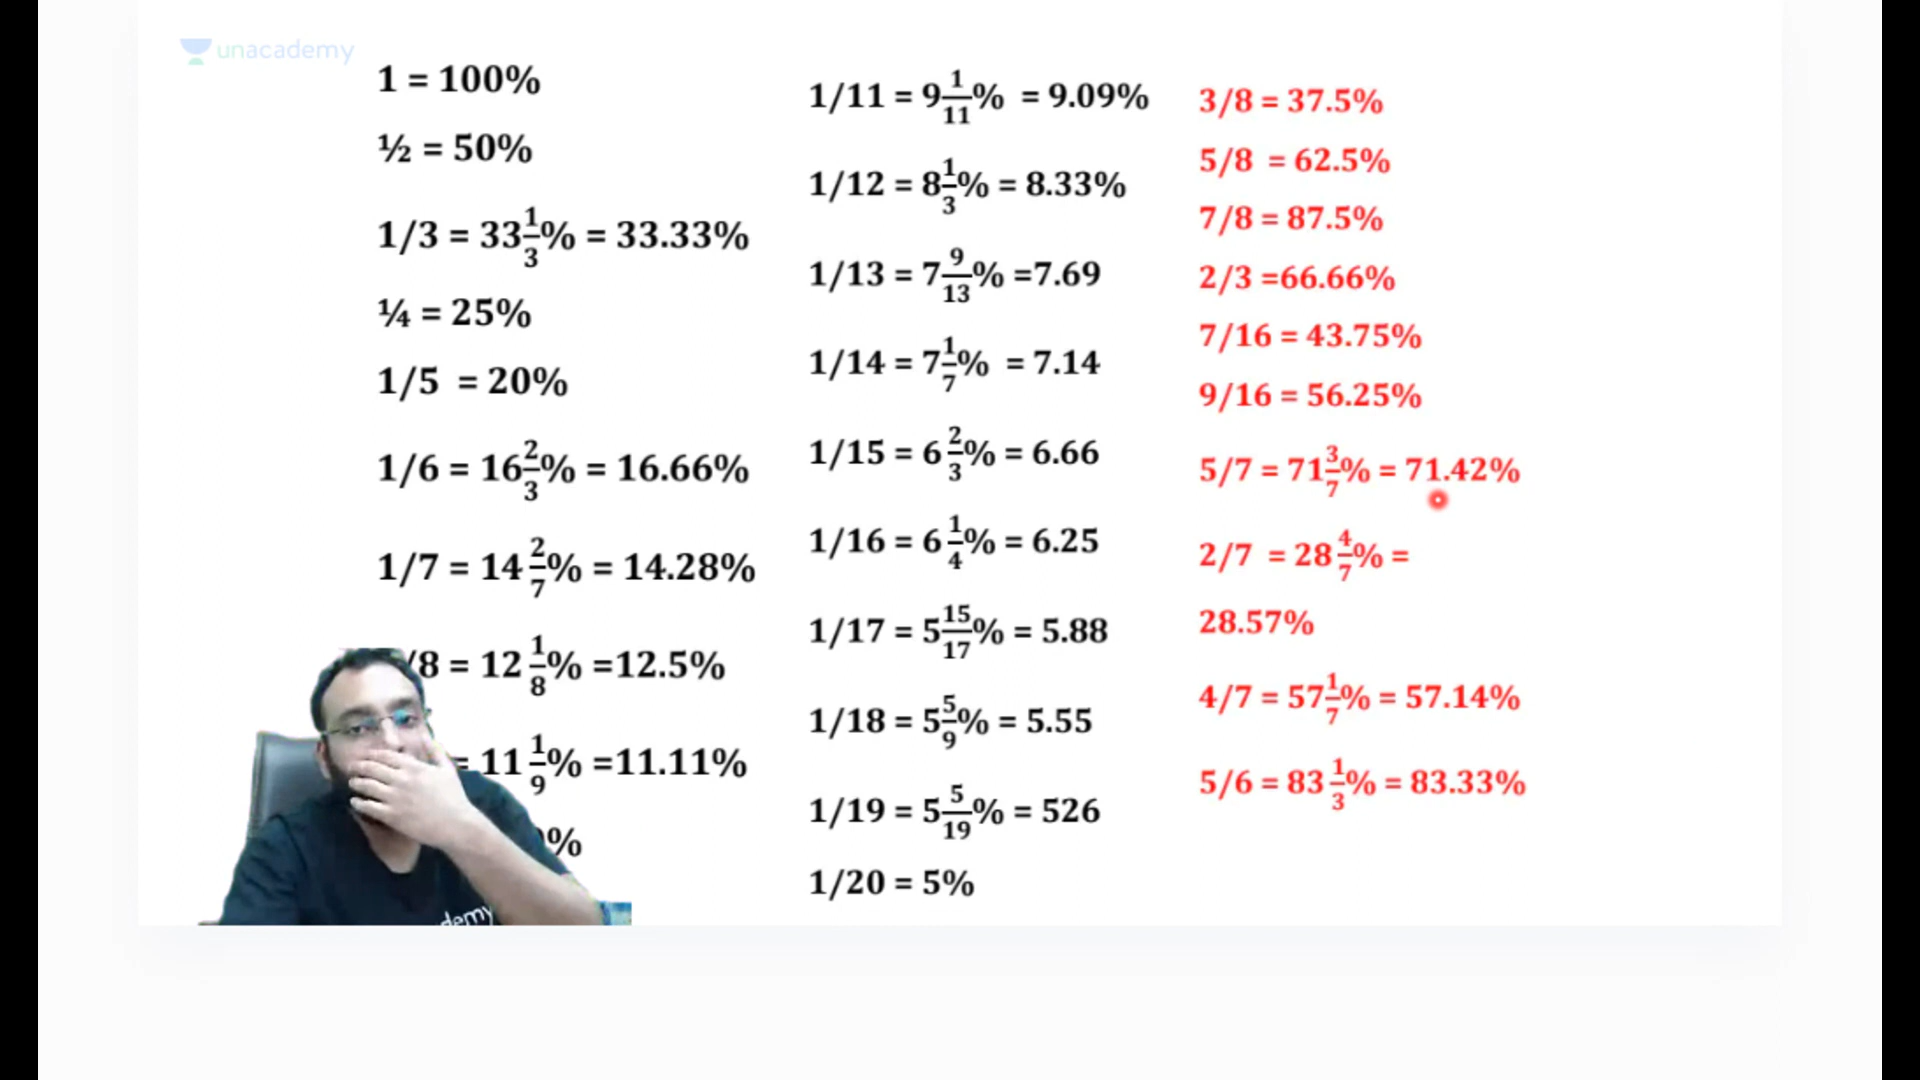 unacademy
1 = 100%
½ = 50%
1/3 = 33 1/3% = 33.33%
¼ = 25%
1/5 = 20%
1/6 = 16 2/3% = 16.66%
1/7 = 14 2/7% = 14.28%
/8 = 12 1/8% =12.5%
= 11 1/9% =11.11%
%
demy
1/11 = 9 1/11% = 9.09%
1/12 = 8 1/3% = 8.33%
1/13 = 7 9/13% =7.69
1/14 = 7 1/7% = 7.14
1/15 = 6 2/3% = 6.66
1/16 = 6 1/4% = 6.25
1/17 = 5 15/17% = 5.88
1/18 = 5 5/9% = 5.55
1/19 = 5 5/19% = 526
1/20 = 5%
3/8 = 37.5%
5/8 = 62.5%
7/8 = 87.5%
2/3 =66.66%
7/16 = 43.75%
9/16 = 56.25%
5/7 = 71 3/7% = 71.42%
2/7 = 28 4/7% =
28.57%
4/7 = 57 1/7% = 57.14%
5/6 = 83 1/3% = 83.33%